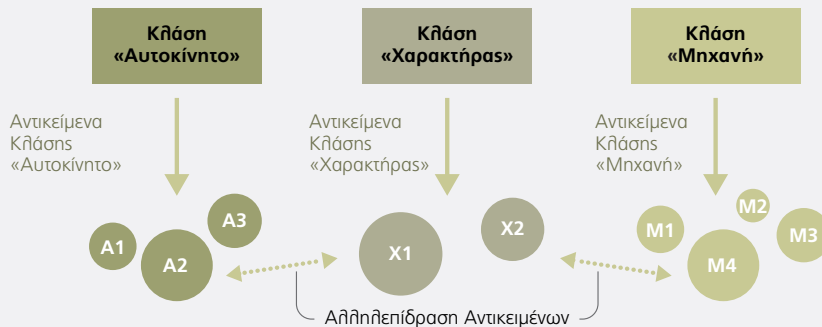 Κλάση
«Αυτοκίνητο»
Κλάση
«Χαρακτήρας»
Κλάση
«Μηχανή»
Αντικείμενα
Κλάσης
«Αυτοκίνητο»
Αντικείμενα
Κλάσης
«Χαρακτήρας»
Αντικείμενα
Κλάσης
«Μηχανή»
A1
A2
A3
X1
X2
M1
M2
M3
M4
Αλληλεπίδραση Αντικειμένων